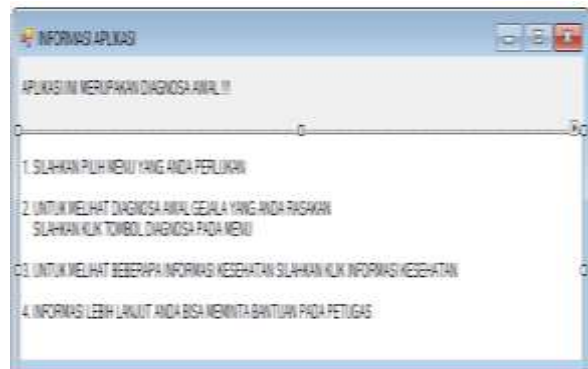 INFORMASI APLIKASI
APLIKASI INI MERUPAKAN DIAGNOSA AWAL !!!
1. SILAHKAN PILIH MENU YANG ANDA PERLUKAN
2. UNTUK MELIHAT DIAGNOSA AWAL GEJALA YANG ANDA RASAKAN
SILAHKAN KLIK TOMBOL DIAGNOSA PADA MENU
3. UNTUK MELIHAT BEBERAPA INFORMASI KESEHATAN SILAHKAN KLIK INFORMASI KESEHATAN
4. INFORMASI LEBIH LANJUT ANDA BISA MEMINTA BANTUAN PADA PETUGAS